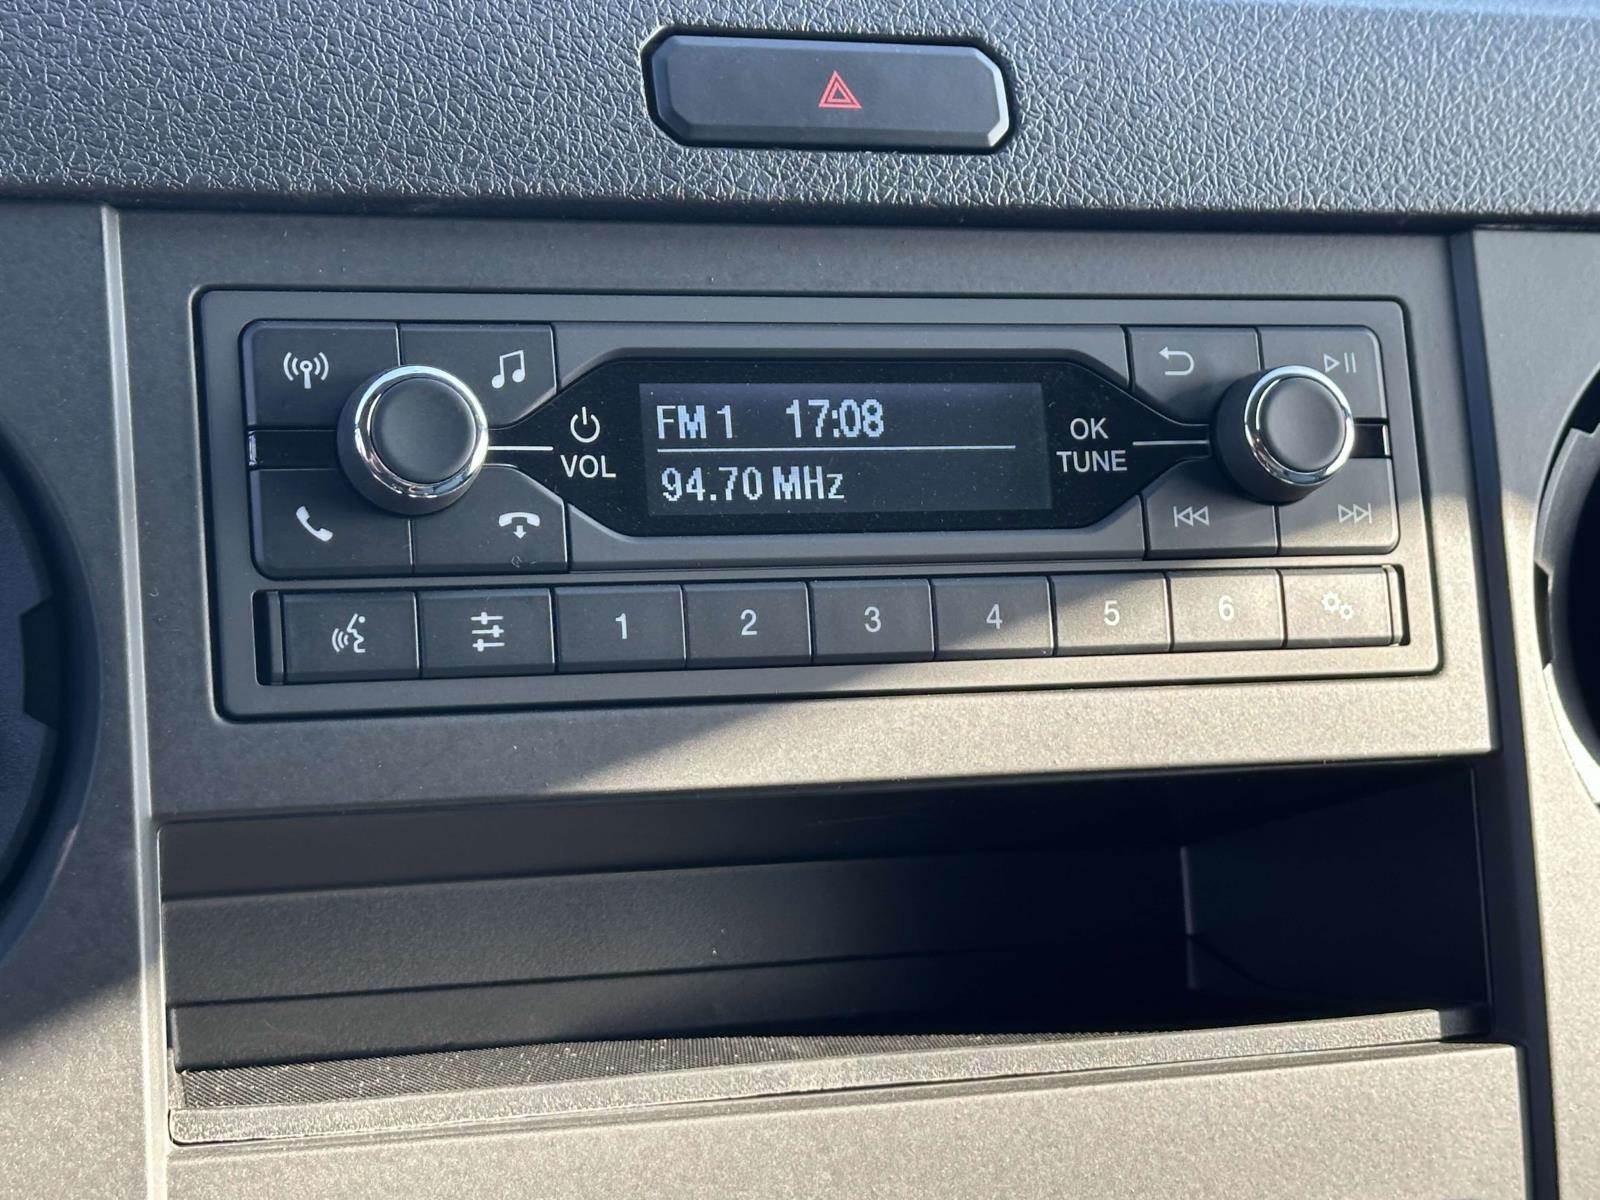 FM 1 17:08
94.70 MHz
VOL
OK
TUNE
1 2 3 4 5 6